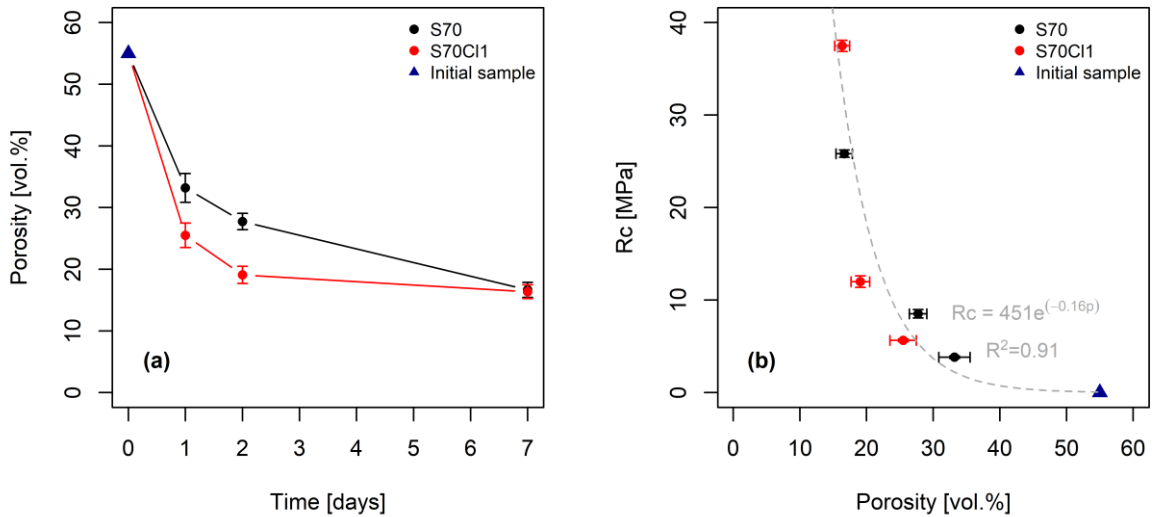 60
50
40
30
20
10
0
Porosity [vol.%]
S70
S70Cl1
Initial sample
(a)
0 1 2 3 4 5 6 7
Time [days]
40
30
20
10
0
Rc [MPa]
S70
S70Cl1
Initial sample
Rc = 451e^(−0.16p)
R²=0.91
(b)
0 10 20 30 40 50 60
Porosity [vol.%]